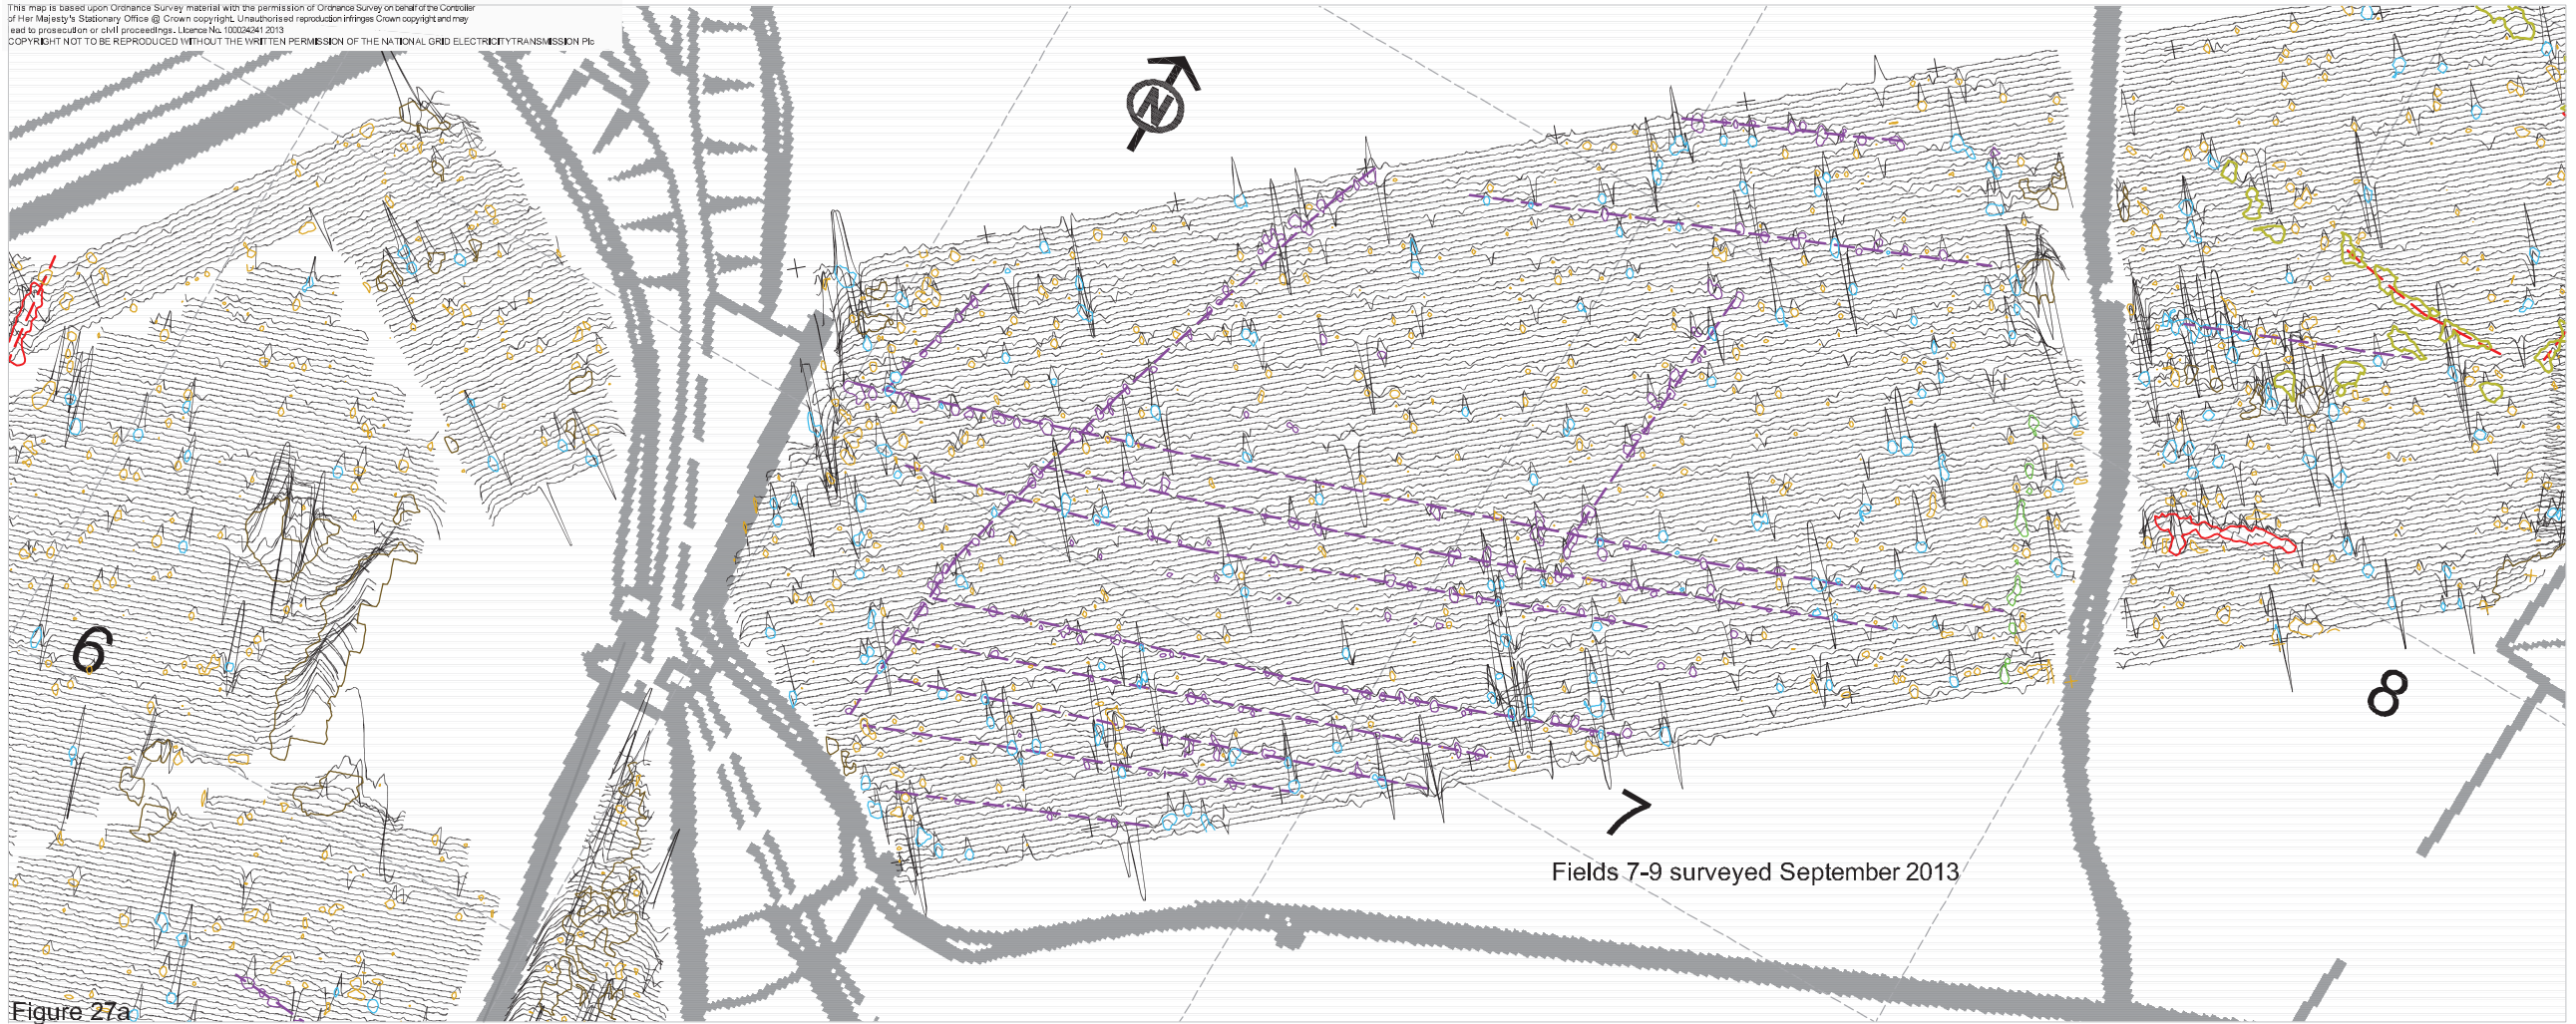 This map is based upon Ordnance Survey material with the permission of Ordnance Survey on behalf of the Controller
of Her Majesty's Stationary Office @ Crown copyright. Unauthorised reproduction infringes Crown copyright and may
ead to prosecution or civil proceedings. Licence No. 100024241 2013
COPYRIGHT NOT TO BE REPRODUCED WITHOUT THE WRITTEN PERMISSION OF THE NATIONAL GRID ELECTRICITYTRANSMISSION Plc
N
6
8
7
Fields 7-9 surveyed September 2013
Figure 27a